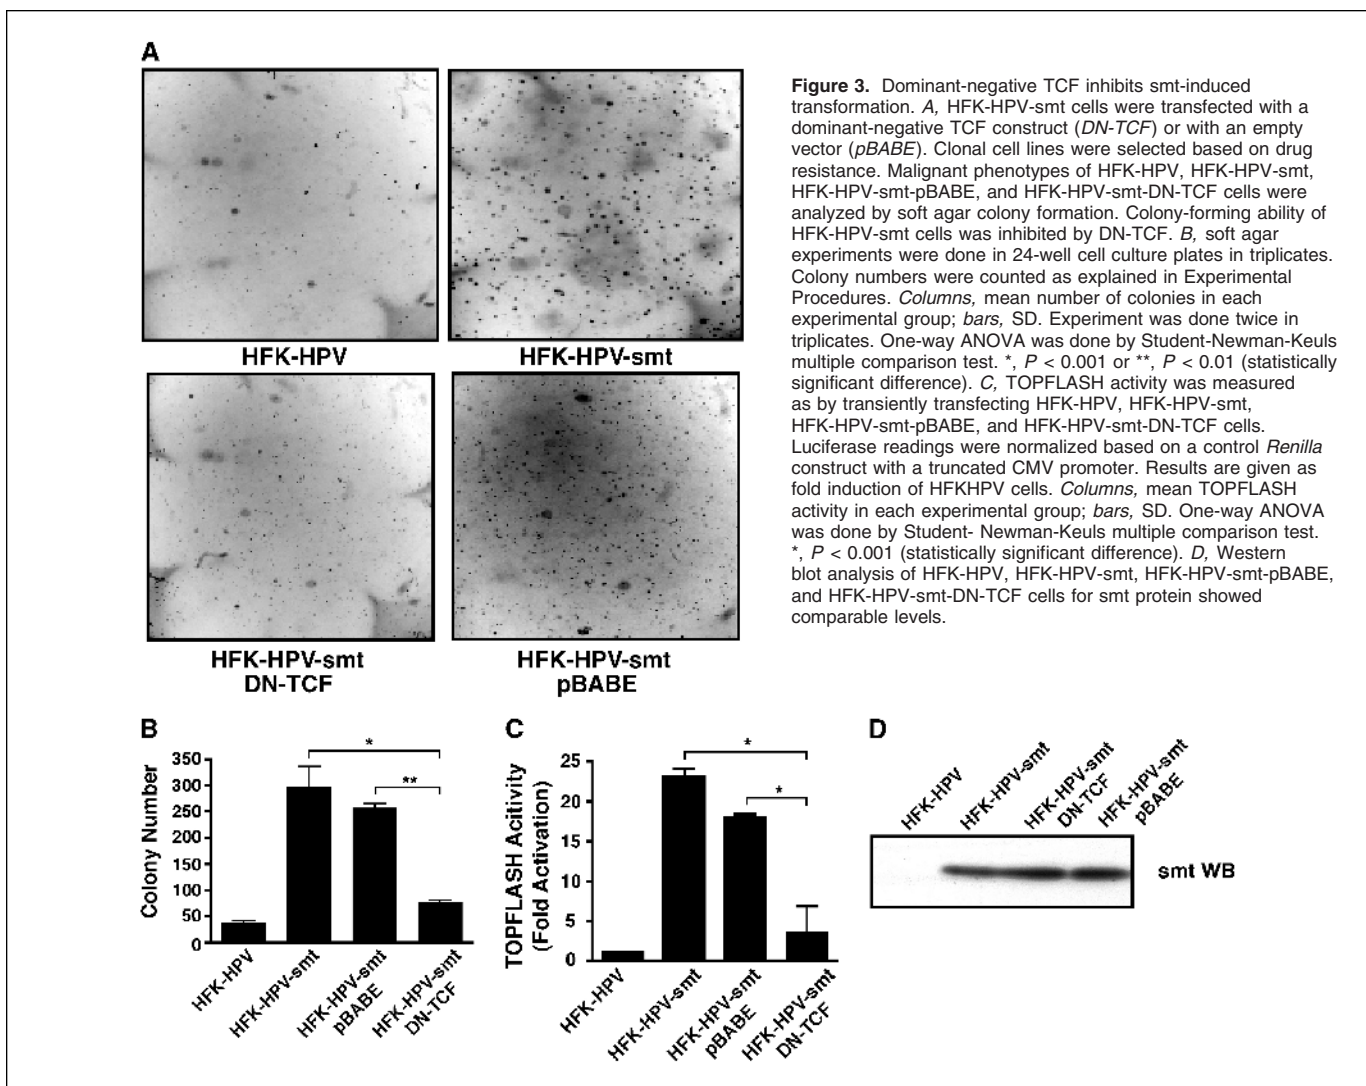 A
HFK-HPV
HFK-HPV-smt
HFK-HPV-smt
DN-TCF
HFK-HPV-smt
pBABE
Figure 3. Dominant-negative TCF inhibits smt-induced
transformation. A, HFK-HPV-smt cells were transfected with a
dominant-negative TCF construct (DN-TCF) or with an empty
vector (pBABE). Clonal cell lines were selected based on drug
resistance. Malignant phenotypes of HFK-HPV, HFK-HPV-smt,
HFK-HPV-smt-pBABE, and HFK-HPV-smt-DN-TCF cells were
analyzed by soft agar colony formation. Colony-forming ability of
HFK-HPV-smt cells was inhibited by DN-TCF. B, soft agar
experiments were done in 24-well cell culture plates in triplicates.
Colony numbers were counted as explained in Experimental
Procedures. Columns, mean number of colonies in each
experimental group; bars, SD. Experiment was done twice in
triplicates. One-way ANOVA was done by Student-Newman-Keuls
multiple comparison test. *, P < 0.001 or **, P < 0.01 (statistically
significant difference). C, TOPFLASH activity was measured
as by transiently transfecting HFK-HPV, HFK-HPV-smt,
HFK-HPV-smt-pBABE, and HFK-HPV-smt-DN-TCF cells.
Luciferase readings were normalized based on a control Renilla
construct with a truncated CMV promoter. Results are given as
fold induction of HFKHPV cells. Columns, mean TOPFLASH
activity in each experimental group; bars, SD. One-way ANOVA
was done by Student- Newman-Keuls multiple comparison test.
*, P < 0.001 (statistically significant difference). D, Western
blot analysis of HFK-HPV, HFK-HPV-smt, HFK-HPV-smt-pBABE,
and HFK-HPV-smt-DN-TCF cells for smt protein showed
comparable levels.
B
Colony Number
350
300
250
200
150
100
50
0
*
**
HFK-HPV
HFK-HPV-smt
HFK-HPV-smt
pBABE
HFK-HPV-smt
DN-TCF
C
TOPFLASH Acitivity
(Fold Activation)
25
20
15
10
5
0
*
*
HFK-HPV
HFK-HPV-smt
HFK-HPV-smt
pBABE
HFK-HPV-smt
DN-TCF
D
HFK-HPV
HFK-HPV-smt
HFK-HPV-smt
DN-TCF
HFK-HPV-smt
pBABE
smt WB